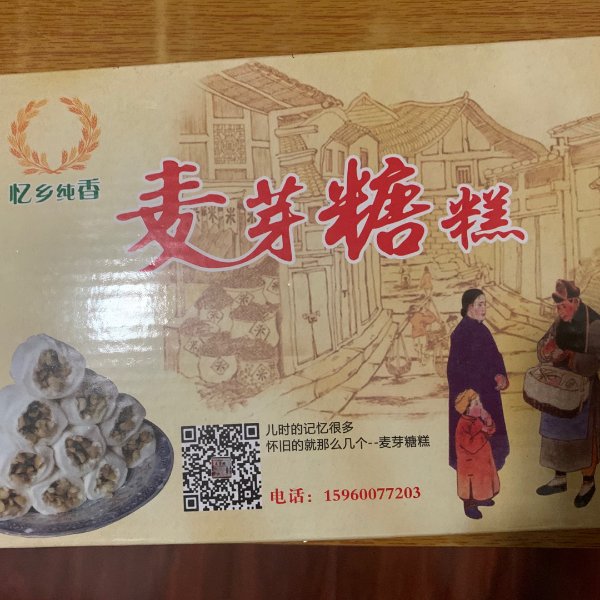 忆乡纯香
麦芽糖糕
儿时的记忆很多
怀旧的就那么几个--麦芽糖糕
电话：15960077203